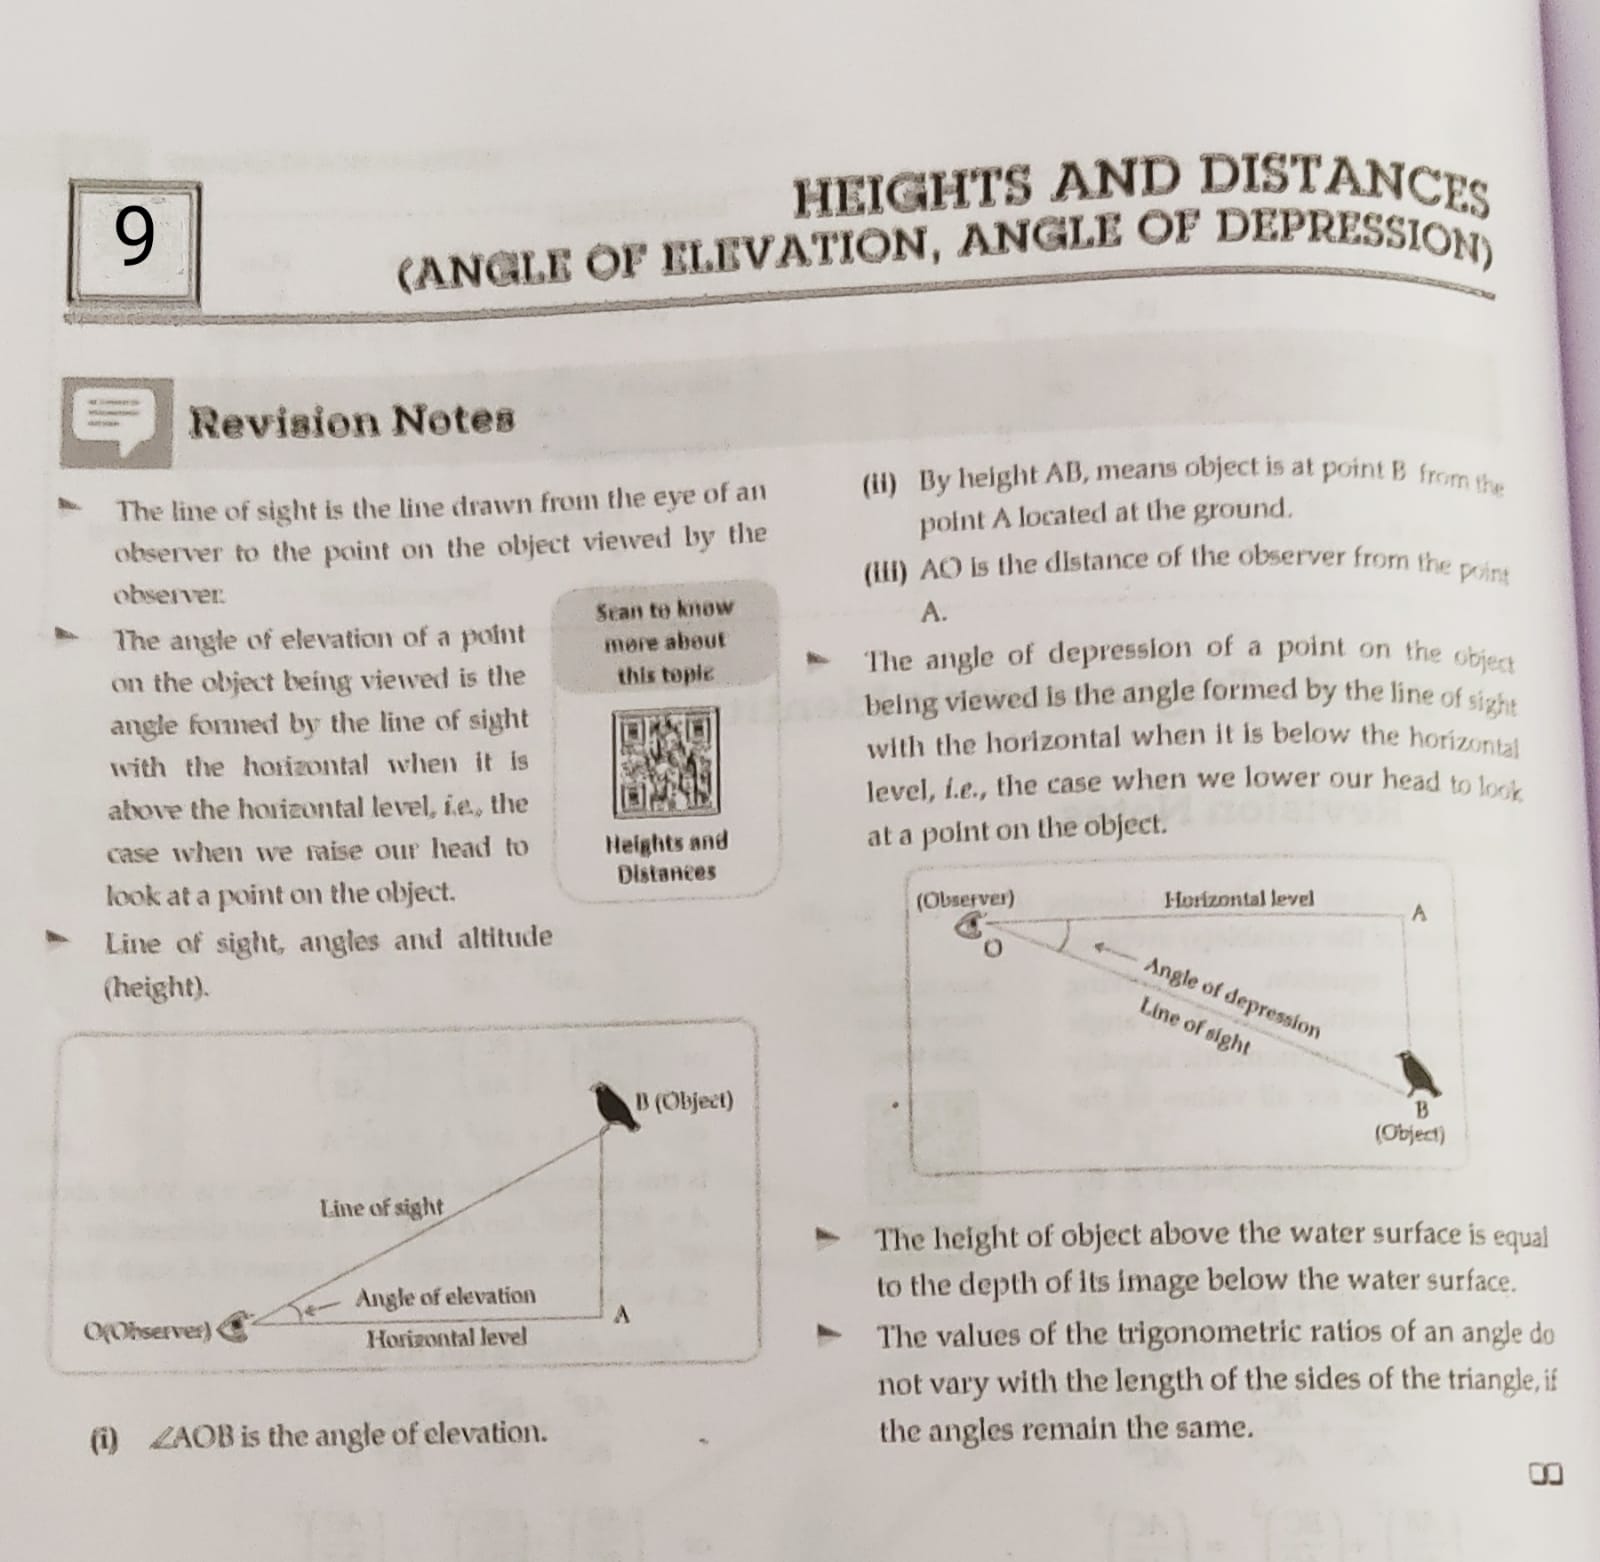 9
HEIGHTS AND DISTANCES
(ANGLE OF ELEVATION, ANGLE OF DEPRESSION)
Revision Notes
The line of sight is the line drawn from the eye of an
observer to the point on the object viewed by the
observer.
The angle of elevation of a point
on the object being viewed is the
angle formed by the line of sight
with the horizontal when it is
above the horizontal level, i.e., the
case when we raise our head to
look at a point on the object.
Scan to know
more about
this topic
Heights and
Distances
Line of sight, angles and altitude
(height).
B (Object)
Line of sight
Angle of elevation
A
O(Observer)
Horizontal level
(i) ∠AOB is the angle of elevation.
(ii) By height AB, means object is at point B from the
point A located at the ground.
(iii) AO is the distance of the observer from the point
A.
The angle of depression of a point on the object
being viewed is the angle formed by the line of sight
with the horizontal when it is below the horizontal
level, i.e., the case when we lower our head to look
at a point on the object.
(Observer)
Horizontal level
A
O
Angle of depression
Line of sight
B
(Object)
The height of object above the water surface is equal
to the depth of its image below the water surface.
The values of the trigonometric ratios of an angle do
not vary with the length of the sides of the triangle, if
the angles remain the same.